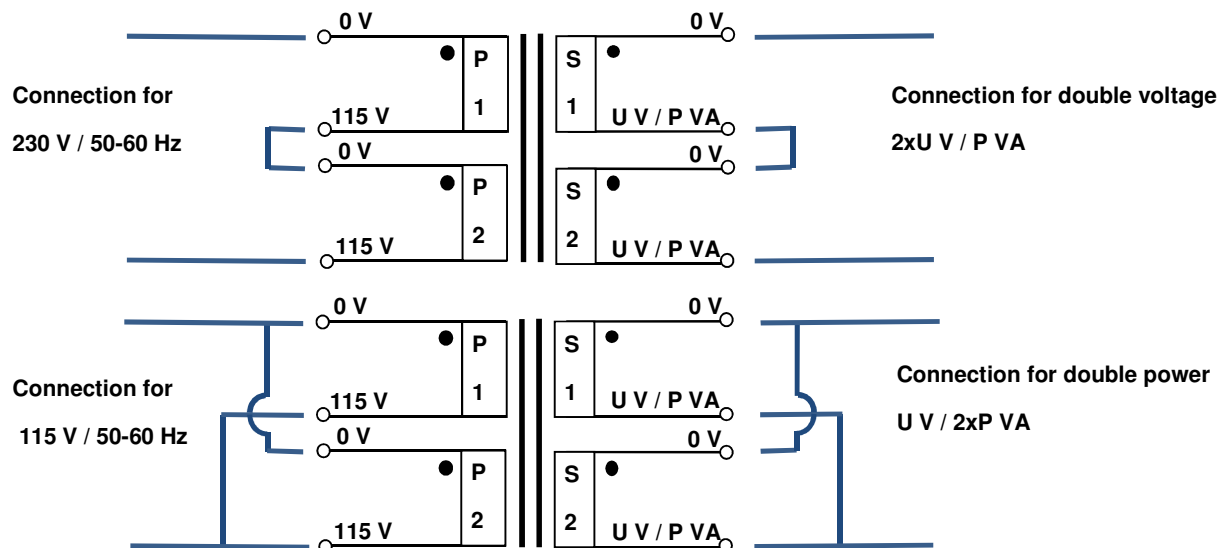 0 V
0 V
P
1
S
1
Connection for
230 V / 50-60 Hz
115 V
U V / P VA
Connection for double voltage
2xU V / P VA
0 V
0 V
P
2
S
2
115 V
U V / P VA
0 V
0 V
P
1
S
1
Connection for
115 V / 50-60 Hz
115 V
U V / P VA
Connection for double power
U V / 2xP VA
0 V
0 V
P
2
S
2
115 V
U V / P VA